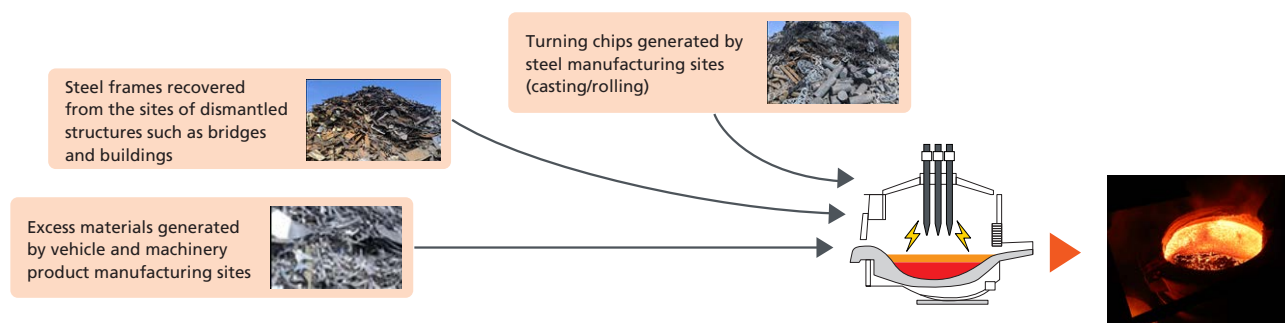 Turning chips generated by
steel manufacturing sites
(casting/rolling)
Steel frames recovered
from the sites of dismantled
structures such as bridges
and buildings
Excess materials generated
by vehicle and machinery
product manufacturing sites